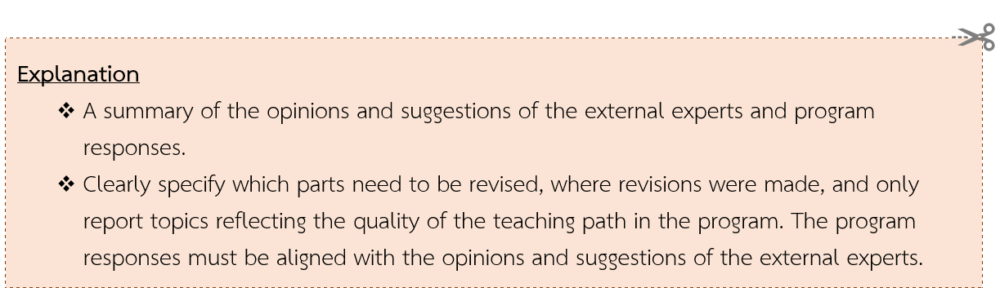 Explanation
❖ A summary of the opinions and suggestions of the external experts and program
responses.
❖ Clearly specify which parts need to be revised, where revisions were made, and only
report topics reflecting the quality of the teaching path in the program. The program
responses must be aligned with the opinions and suggestions of the external experts.